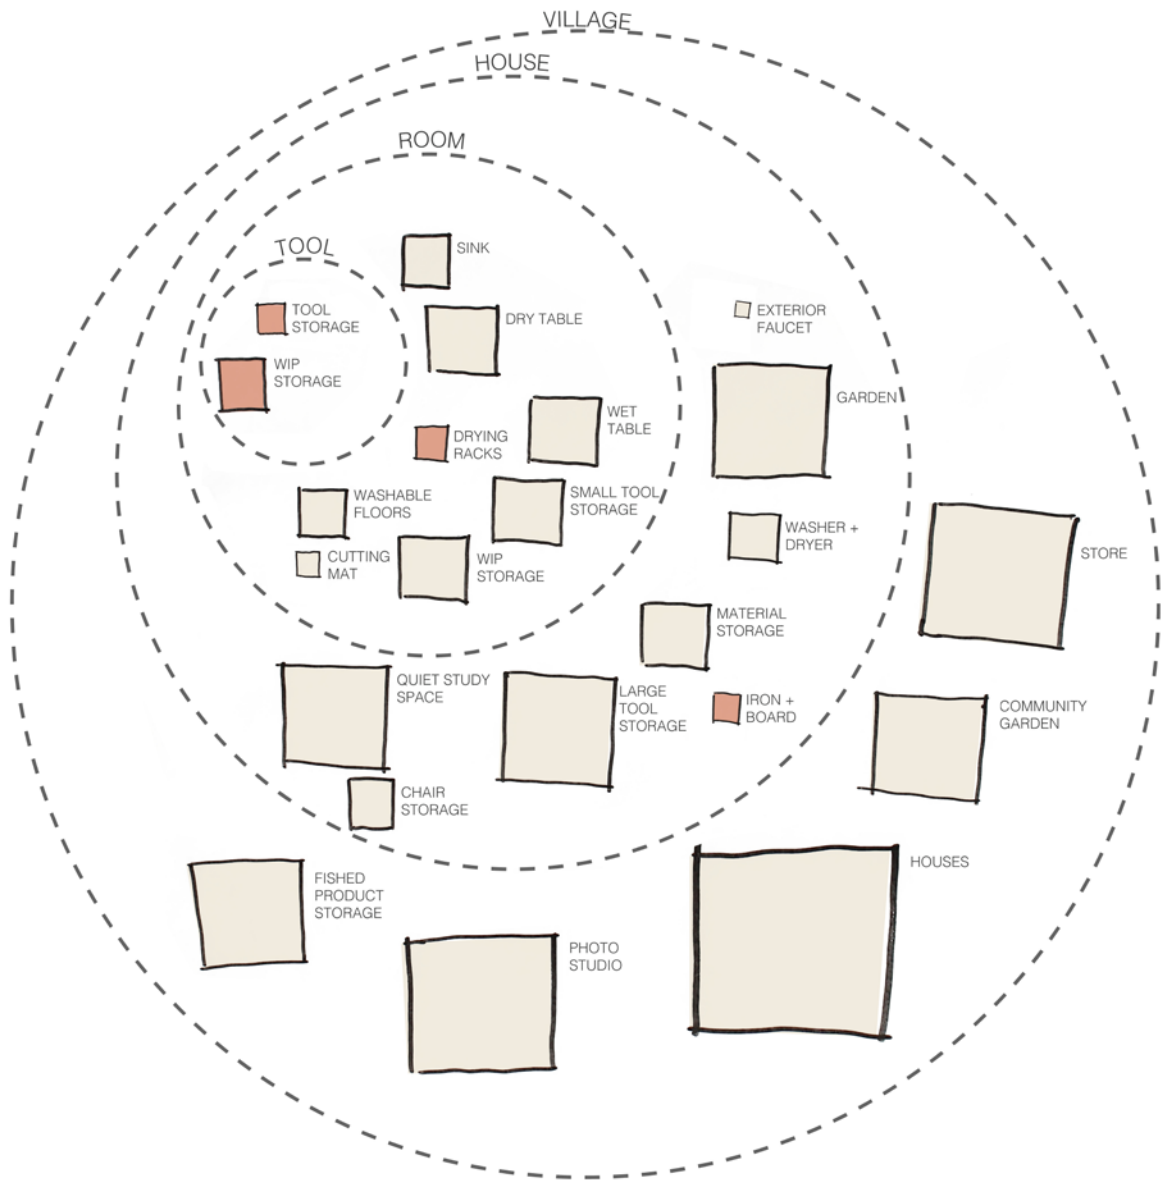 VILLAGE
HOUSE
ROOM
TOOL
SINK
TOOL
STORAGE
DRY TABLE
EXTERIOR
FAUCET
WIP
STORAGE
GARDEN
WET
TABLE
DRYING
RACKS
WASHABLE
FLOORS
SMALL TOOL
STORAGE
WASHER +
DRYER
STORE
CUTTING
MAT
WIP
STORAGE
MATERIAL
STORAGE
QUIET STUDY
SPACE
LARGE
TOOL
STORAGE
IRON +
BOARD
COMMUNITY
GARDEN
CHAIR
STORAGE
HOUSES
FISHED
PRODUCT
STORAGE
PHOTO
STUDIO